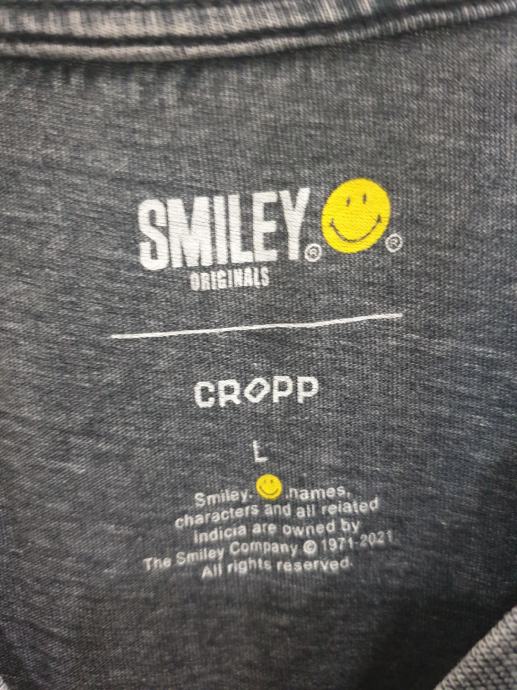 SMILEY.® ®
ORIGINALS
CROPP
L
Smiley. names,
characters and all related
indicia are owned by
The Smiley Company © 1971-2021.
All rights reserved.